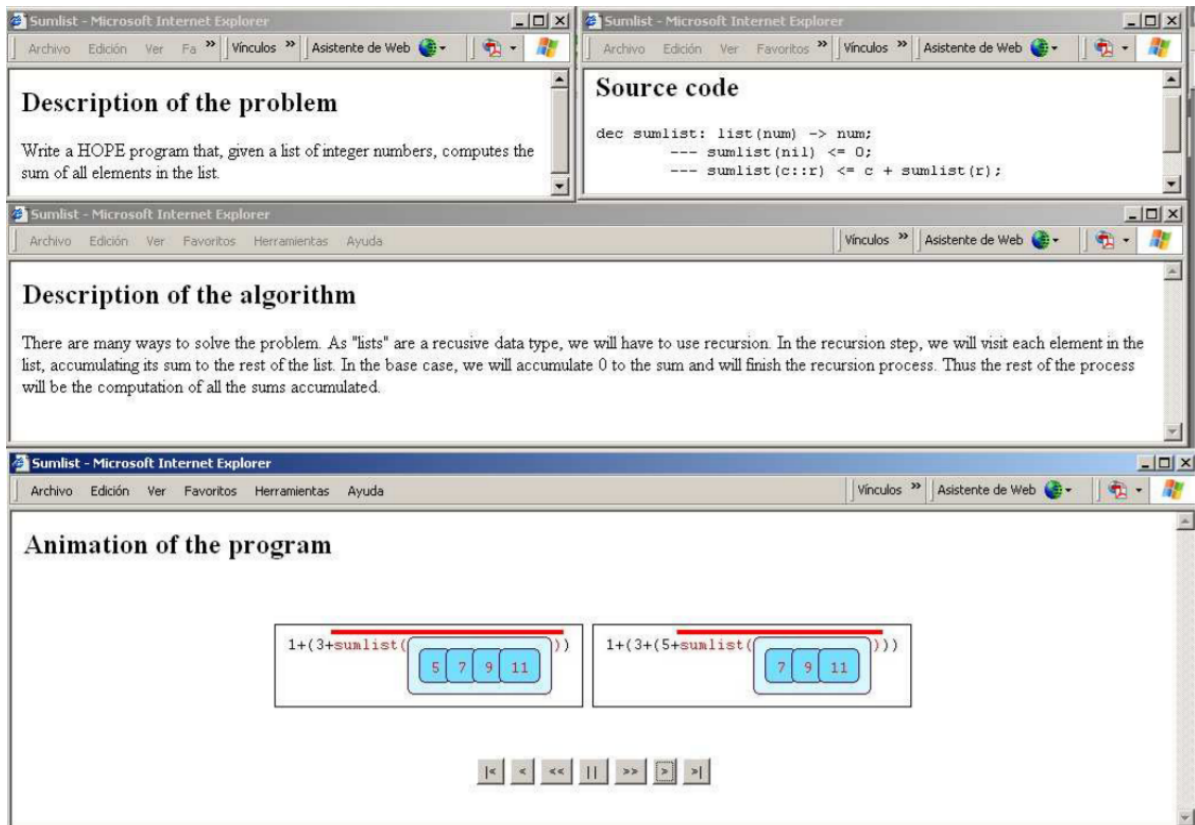 Sumlist - Microsoft Internet Explorer
Archivo Edición Ver Fa » Vínculos » Asistente de Web
Description of the problem
Write a HOPE program that, given a list of integer numbers, computes the
sum of all elements in the list.
Sumlist - Microsoft Internet Explorer
Archivo Edición Ver Favoritos » Vínculos » Asistente de Web
Source code
dec sumlist: list(num) -> num;
--- sumlist(nil) <= 0;
--- sumlist(c::r) <= c + sumlist(r);
Sumlist - Microsoft Internet Explorer
Archivo Edición Ver Favoritos Herramientas Ayuda Vínculos » Asistente de Web
Description of the algorithm
There are many ways to solve the problem. As "lists" are a recusive data type, we will have to use recursion. In the recursion step, we will visit each element in the
list, accumulating its sum to the rest of the list. In the base case, we will accumulate 0 to the sum and will finish the recursion process. Thus the rest of the process
will be the computation of all the sums accumulated.
Sumlist - Microsoft Internet Explorer
Archivo Edición Ver Favoritos Herramientas Ayuda Vínculos » Asistente de Web
Animation of the program
1+(3+sumlist( 5 7 9 11 ))
1+(3+(5+sumlist( 7 9 11 )))
|< < << || >> > >|